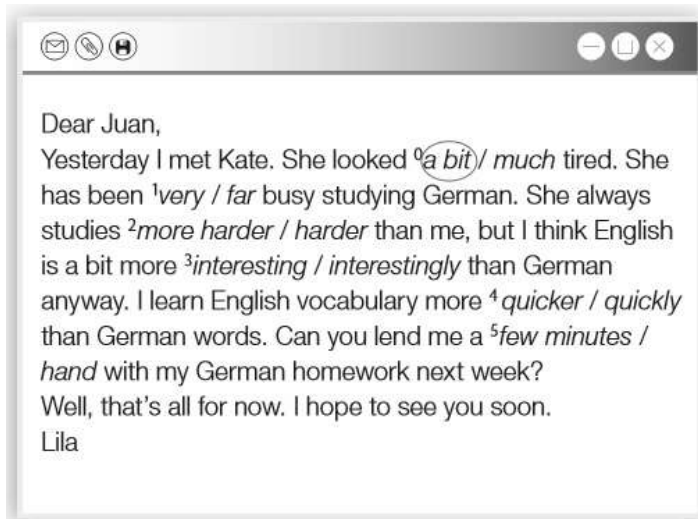 Dear Juan,
Yesterday I met Kate. She looked ⁰a bit / much tired. She
has been ¹very / far busy studying German. She always
studies ²more harder / harder than me, but I think English
is a bit more ³interesting / interestingly than German
anyway. I learn English vocabulary more ⁴quicker / quickly
than German words. Can you lend me a ⁵few minutes /
hand with my German homework next week?
Well, that's all for now. I hope to see you soon.
Lila